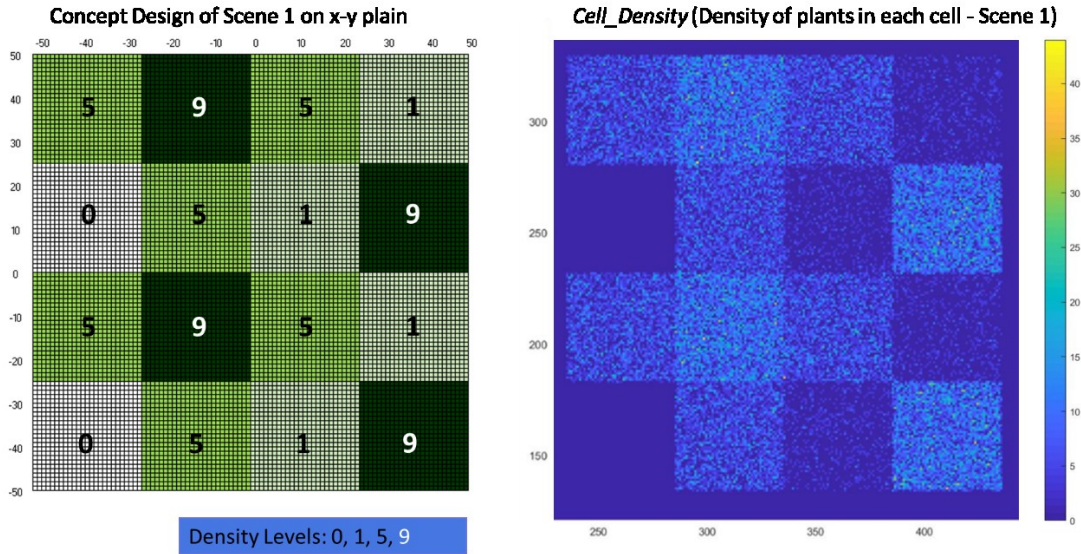 Concept Design of Scene 1 on x-y plain
Cell_Density (Density of plants in each cell - Scene 1)
-50 -40 -30 -20 -10 0 10 20 30 40 50
50
40
30
20
10
0
-10
-20
-30
-40
-50
5 9 5 1
0 5 1 9
5 9 5 1
0 5 1 9
Density Levels: 0, 1, 5, 9
300
250
200
150
250 300 350 400
40
35
30
25
20
15
10
5
0